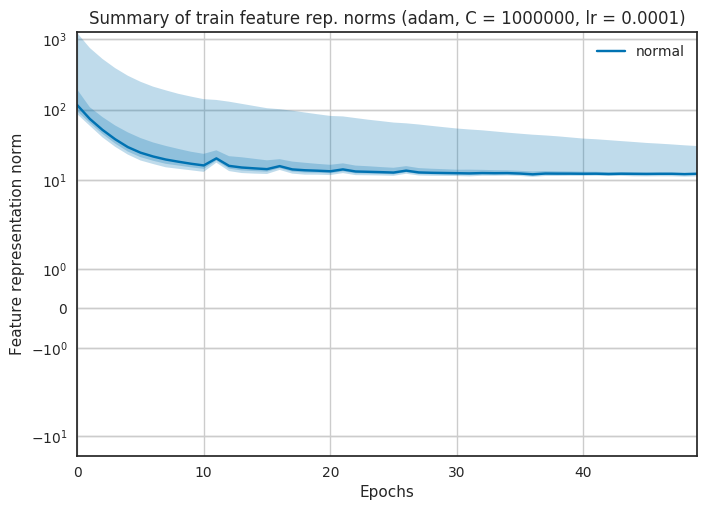 Summary of train feature rep. norms (adam, C = 1000000, lr = 0.0001)
normal
Feature representation norm
10³
10²
10¹
10⁰
0
−10⁰
−10¹
0 10 20 30 40
Epochs